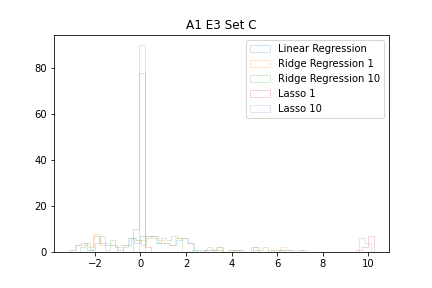 A1 E3 Set C
Linear Regression
Ridge Regression 1
Ridge Regression 10
Lasso 1
Lasso 10
80
60
40
20
0
−2 0 2 4 6 8 10